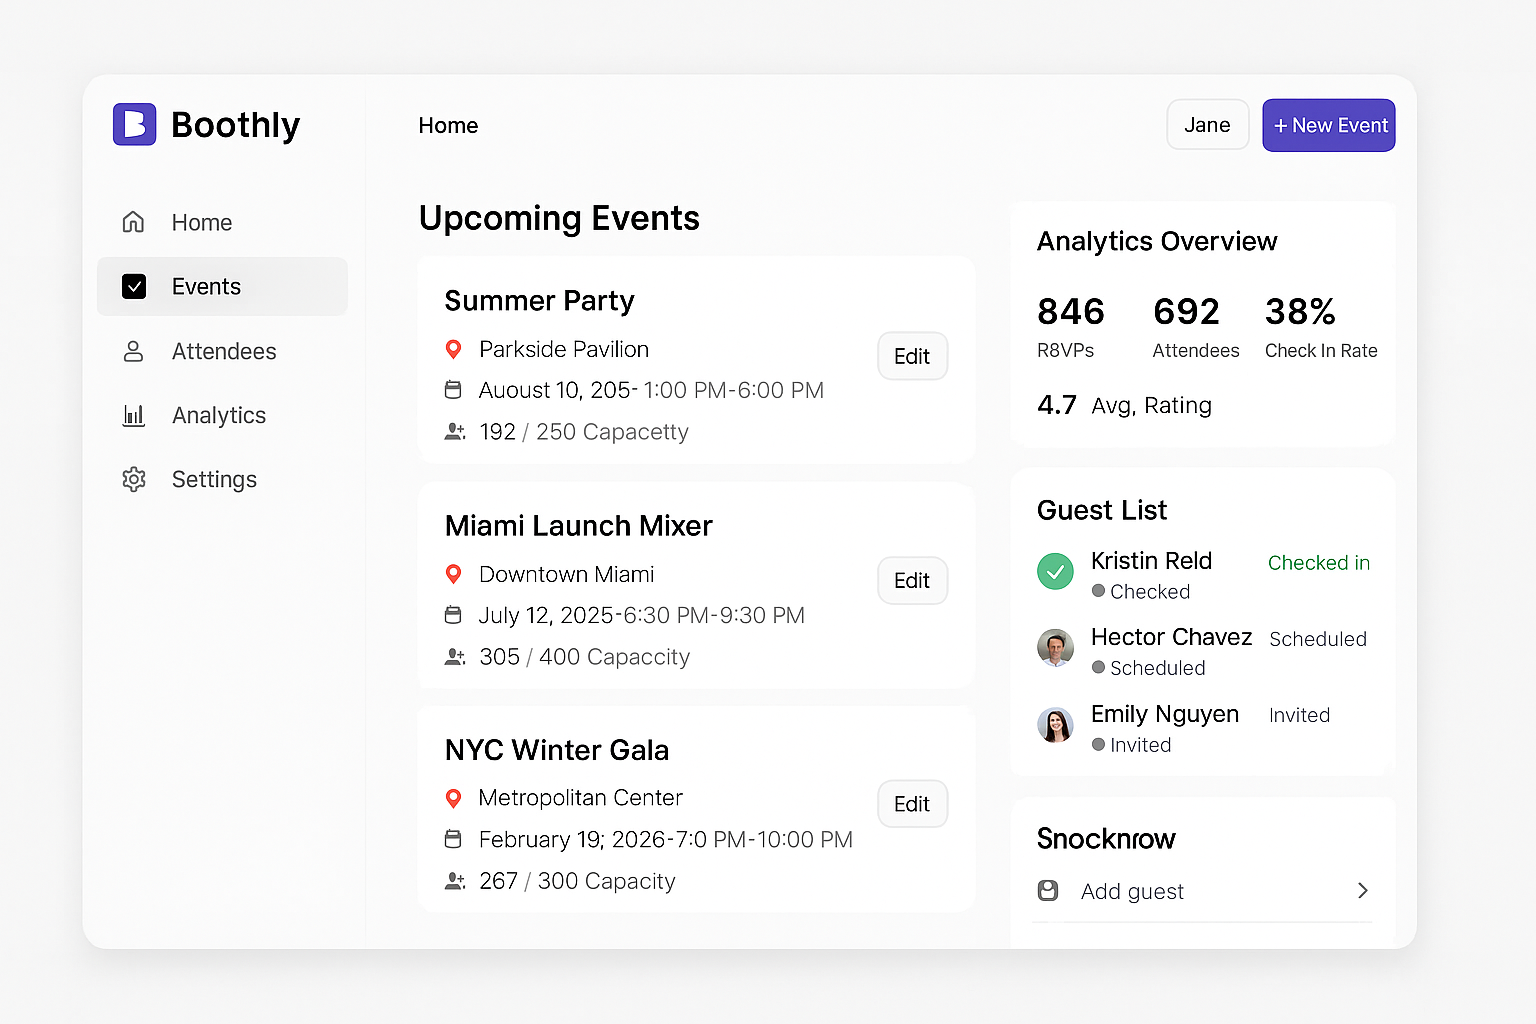 Boothly
Home
Events
Attendees
Analytics
Settings
Home
Jane
+ New Event
Upcoming Events
Summer Party
Parkside Pavilion
Auoust 10, 205- 1:00 PM-6:00 PM
192 / 250 Capacetty
Edit
Miami Launch Mixer
Downtown Miami
July 12, 2025-6:30 PM-9:30 PM
305 / 400 Capaccity
Edit
NYC Winter Gala
Metropolitan Center
February 19; 2026-7:0 PM-10:00 PM
267 / 300 Capacity
Edit
Analytics Overview
846 692 38%
R8VPs Attendees Check In Rate
4.7 Avg, Rating
Guest List
Kristin Reld Checked in
Checked
Hector Chavez Scheduled
Scheduled
Emily Nguyen Invited
Invited
Snocknrow
Add guest